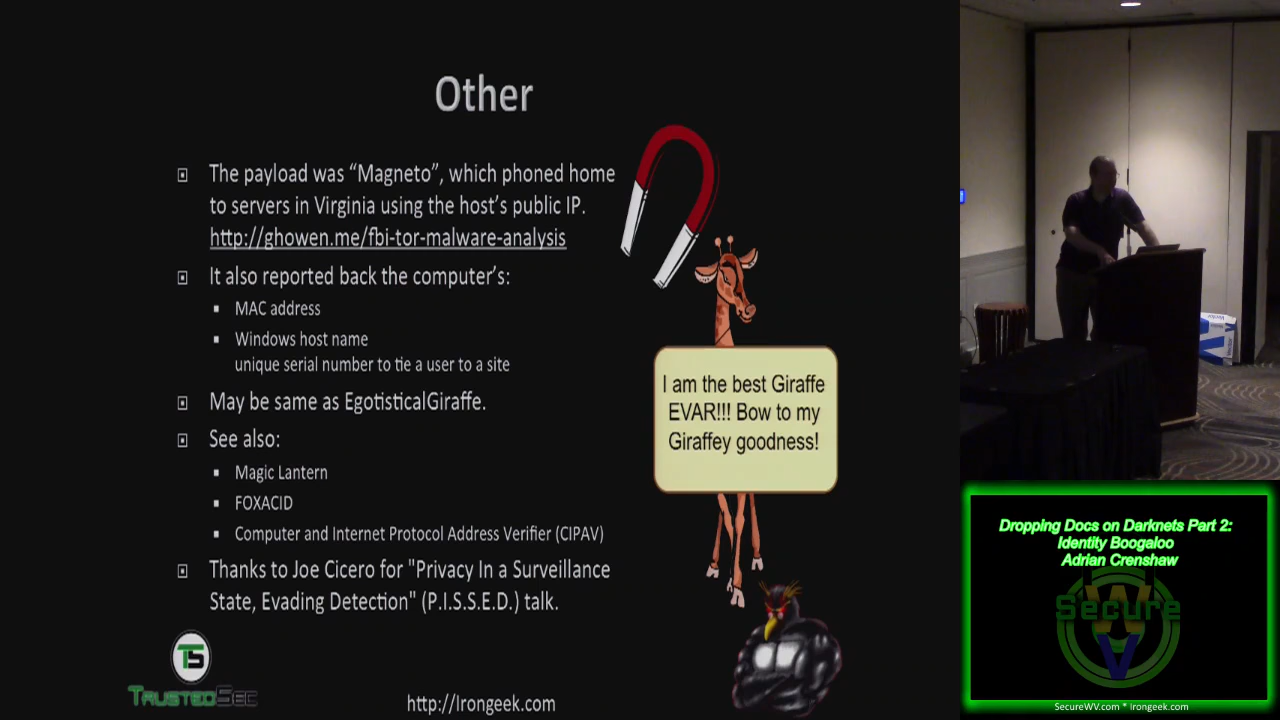 Other
The payload was “Magneto”, which phoned home
to servers in Virginia using the host’s public IP.
http://ghowen.me/fbi-tor-malware-analysis
It also reported back the computer’s:
MAC address
Windows host name
unique serial number to tie a user to a site
May be same as EgotisticalGiraffe.
See also:
Magic Lantern
FOXACID
Computer and Internet Protocol Address Verifier (CIPAV)
Thanks to Joe Cicero for "Privacy In a Surveillance
State, Evading Detection" (P.I.S.S.E.D.) talk.
I am the best Giraffe
EVAR!!! Bow to my
Giraffey goodness!
TS
TRUSTEDSEC
http://Irongeek.com
Dropping Docs on Darknets Part 2:
Identity Boogaloo
Adrian Crenshaw
Secure
W
V
SecureWV.com * irongeek.com